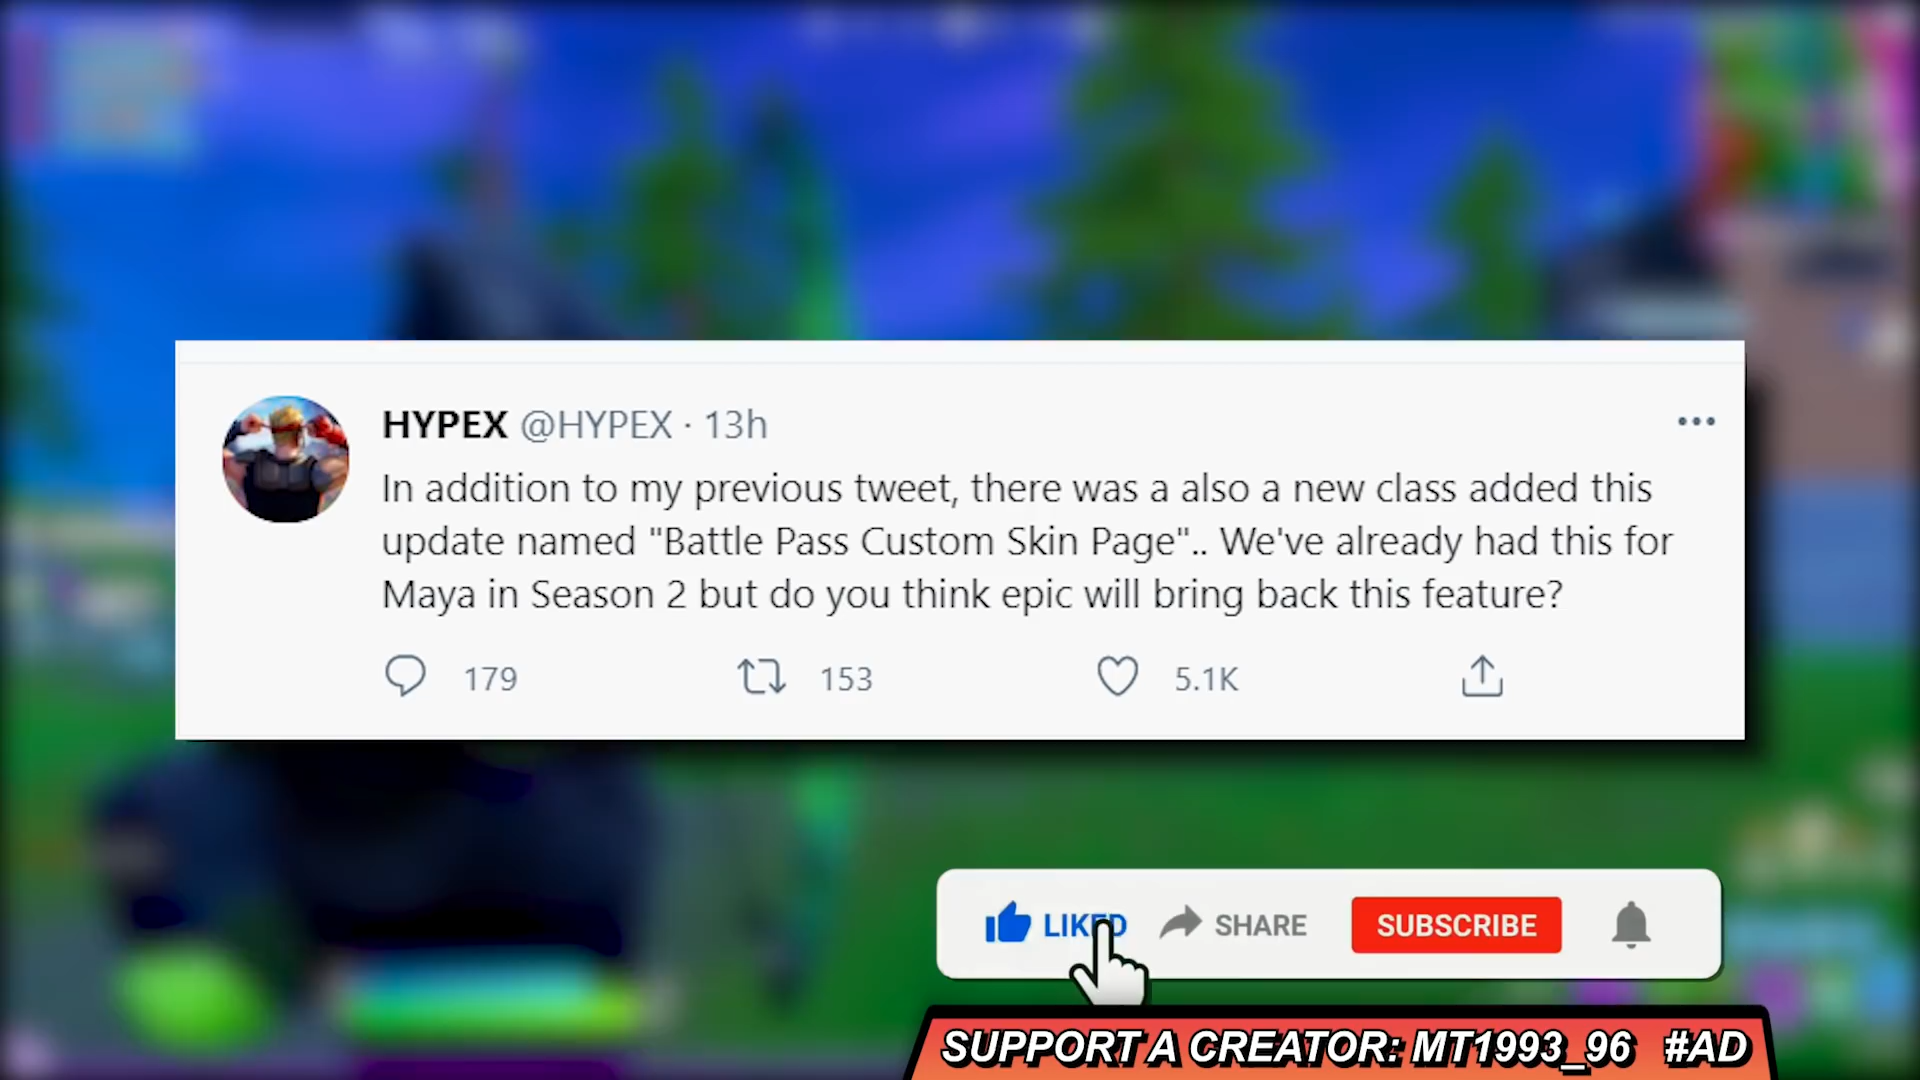 HYPEX @HYPEX · 13h
In addition to my previous tweet, there was a also a new class added this
update named "Battle Pass Custom Skin Page".. We've already had this for
Maya in Season 2 but do you think epic will bring back this feature?
179 153 5.1K
LIKED SHARE SUBSCRIBE
SUPPORT A CREATOR: MT1993_96 #AD